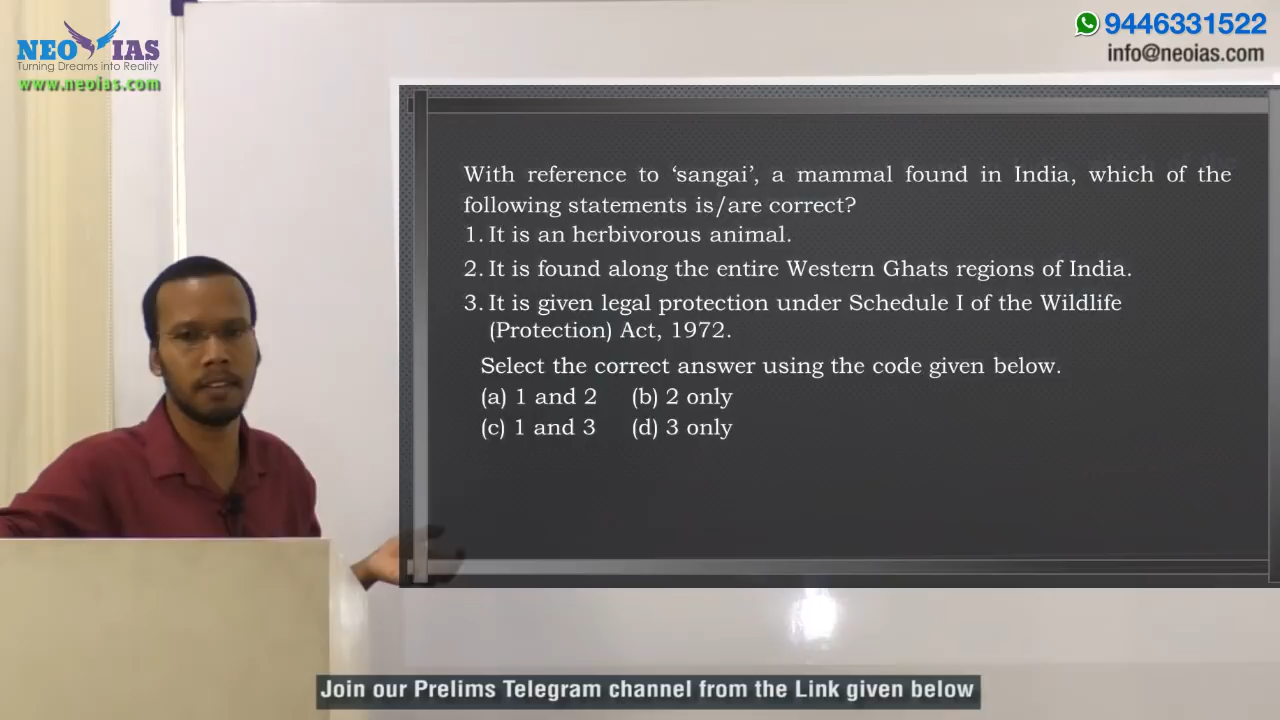 NEO IAS
Turning Dreams into Reality
www.neoias.com
9446331522
info@neoias.com
With reference to ‘sangai’, a mammal found in India, which of the
following statements is/are correct?
1. It is an herbivorous animal.
2. It is found along the entire Western Ghats regions of India.
3. It is given legal protection under Schedule I of the Wildlife
(Protection) Act, 1972.
Select the correct answer using the code given below.
(a) 1 and 2 (b) 2 only
(c) 1 and 3 (d) 3 only
Join our Prelims Telegram channel from the Link given below